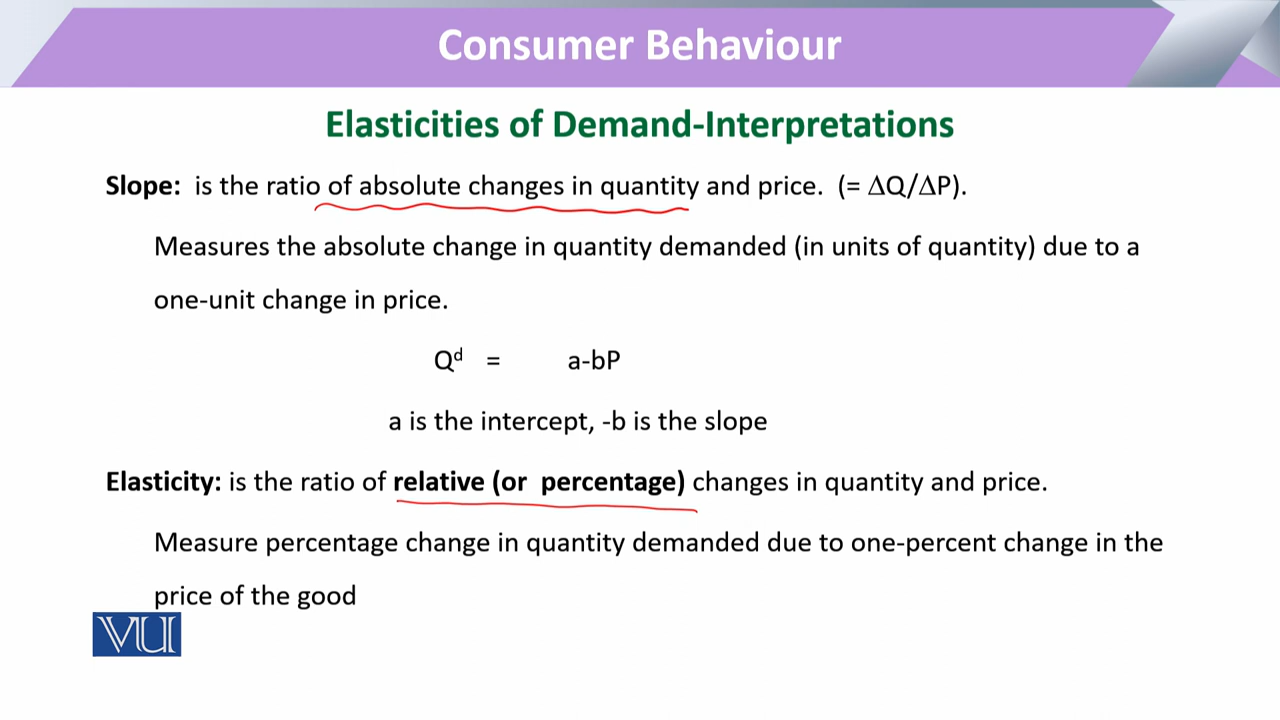 Consumer Behaviour
Elasticities of Demand-Interpretations
Slope: is the ratio of absolute changes in quantity and price. (= ΔQ/ΔP).
Measures the absolute change in quantity demanded (in units of quantity) due to a
one-unit change in price.
Qᵈ = a-bP
a is the intercept, -b is the slope
Elasticity: is the ratio of relative (or percentage) changes in quantity and price.
Measure percentage change in quantity demanded due to one-percent change in the
price of the good
VU